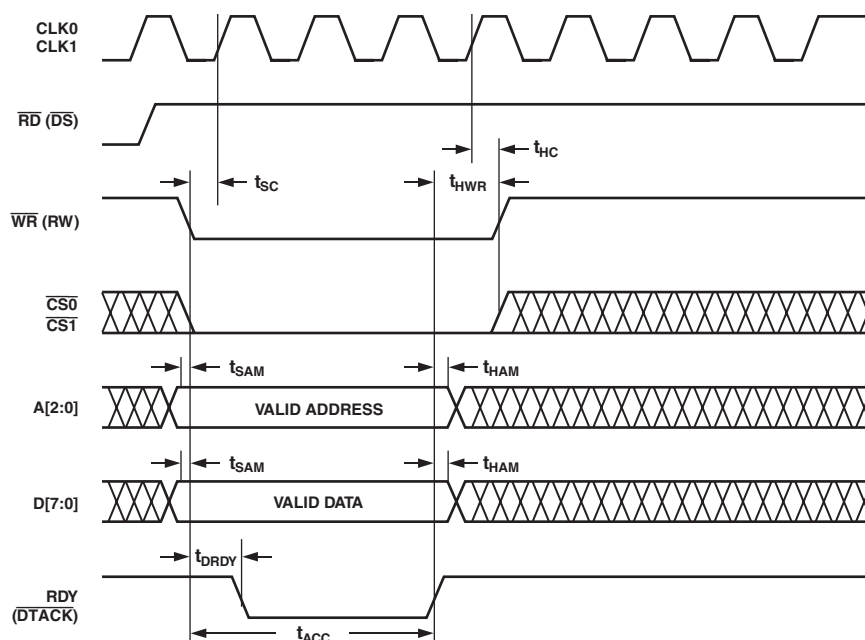 CLK0
CLK1
RD (DS)
tHC
tSC
tHWR
WR (RW)
CS0
CS1
tSAM
tHAM
A[2:0]
VALID ADDRESS
tSAM
tHAM
D[7:0]
VALID DATA
tDRDY
RDY
(DTACK)
tACC